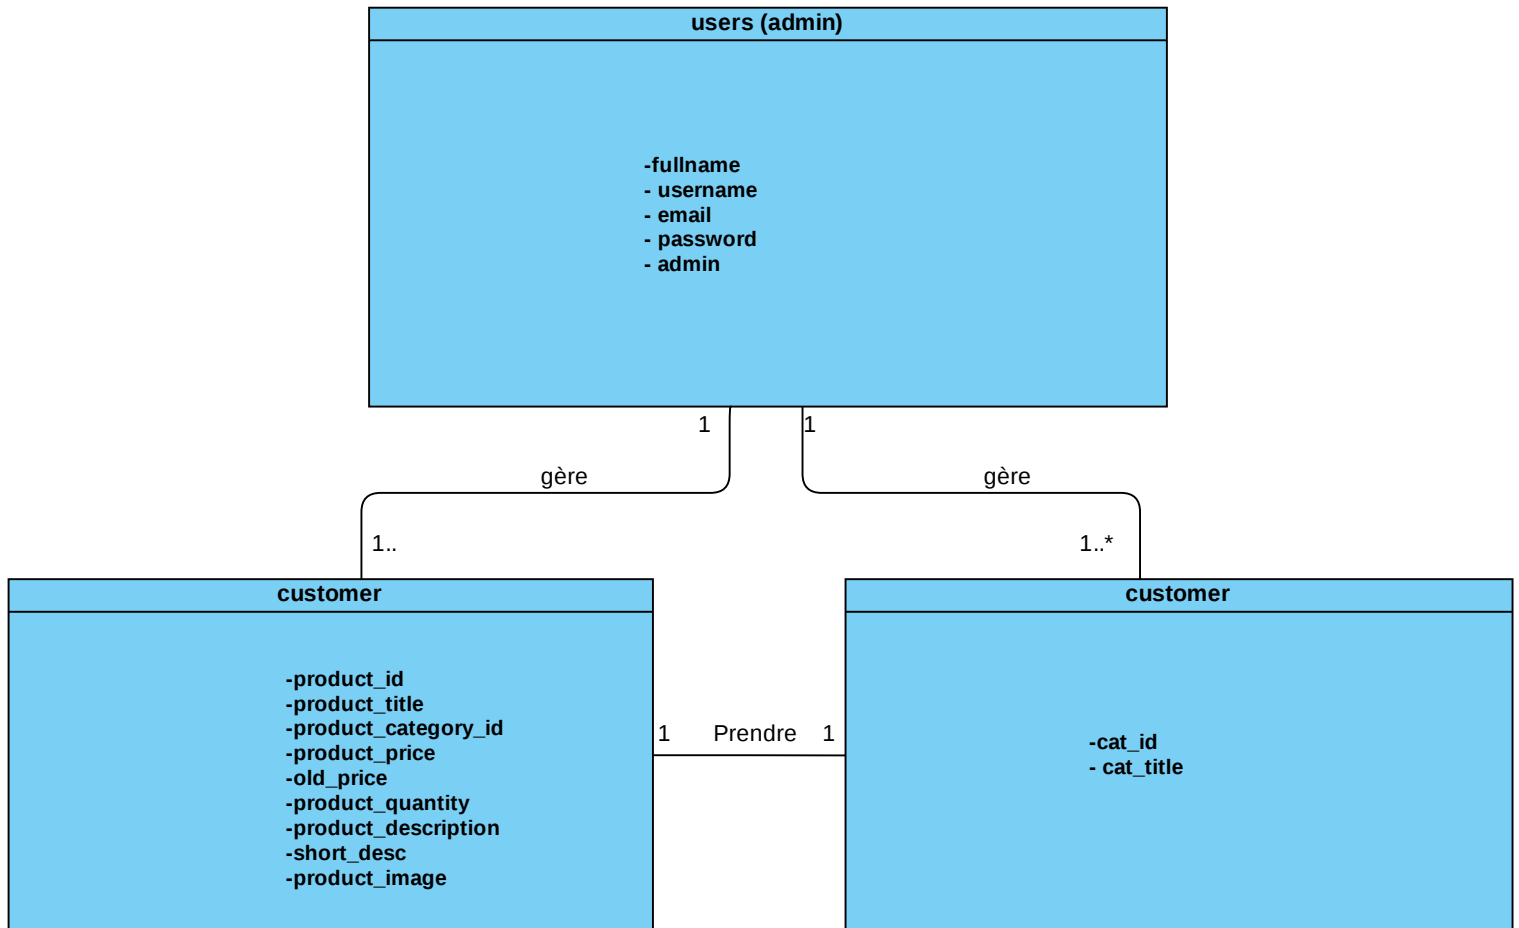 users (admin)
-fullname
- username
- email
- password
- admin
1
1
gère
gère
1..
1..*
customer
-product_id
-product_title
-product_category_id
-product_price
-old_price
-product_quantity
-product_description
-short_desc
-product_image
1 Prendre 1
customer
-cat_id
- cat_title